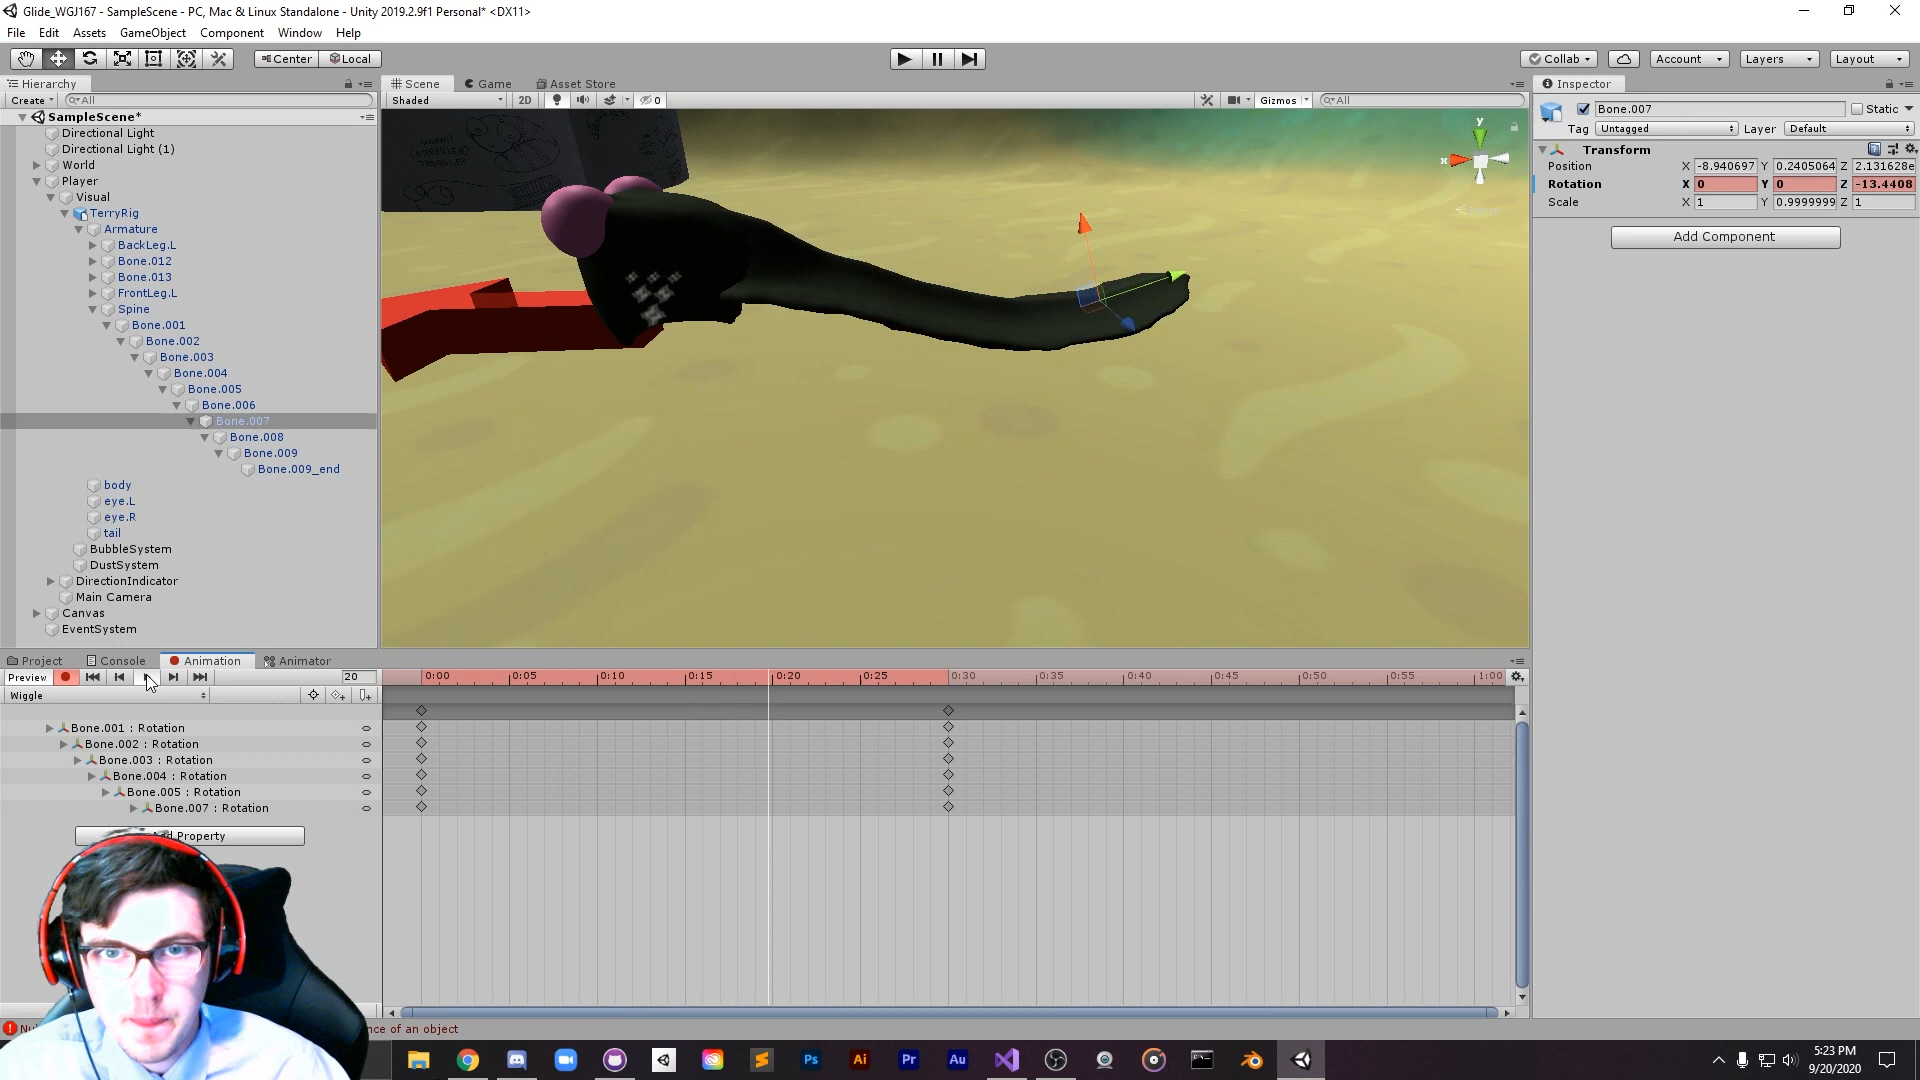 Glide_WGJ167 - SampleScene - PC, Mac & Linux Standalone - Unity 2019.2.9f1 Personal* <DX11>
File Edit Assets GameObject Component Window Help
Center Local Collab Account Layers Layout
Hierarchy Scene Game Asset Store Inspector
Create All Shaded 2D 0 Gizmos All
Bone.007 Static
Tag Untagged Layer Default
Transform
Position X -8.940697 Y 0.2405064 Z 2.131628e
Rotation X 0 Y 0 Z -13.4408
Scale X 1 Y 0.9999999 Z 1
Add Component
y
x
SampleScene*
Directional Light
Directional Light (1)
World
Player
Visual
TerryRig
Armature
BackLeg.L
Bone.012
Bone.013
FrontLeg.L
Spine
Bone.001
Bone.002
Bone.003
Bone.004
Bone.005
Bone.006
Bone.007
Bone.008
Bone.009
Bone.009_end
body
eye.L
eye.R
tail
BubbleSystem
DustSystem
DirectionIndicator
Main Camera
Canvas
EventSystem
Project Console Animation Animator
Preview 20 0:00 0:05 0:10 0:15 0:20 0:25 0:30 0:35 0:40 0:45 0:50 0:55 1:00
Wiggle
Bone.001 : Rotation
Bone.002 : Rotation
Bone.003 : Rotation
Bone.004 : Rotation
Bone.005 : Rotation
Bone.007 : Rotation
Property
of an object
Ps Ai Pr Au
5:23 PM
9/20/2020